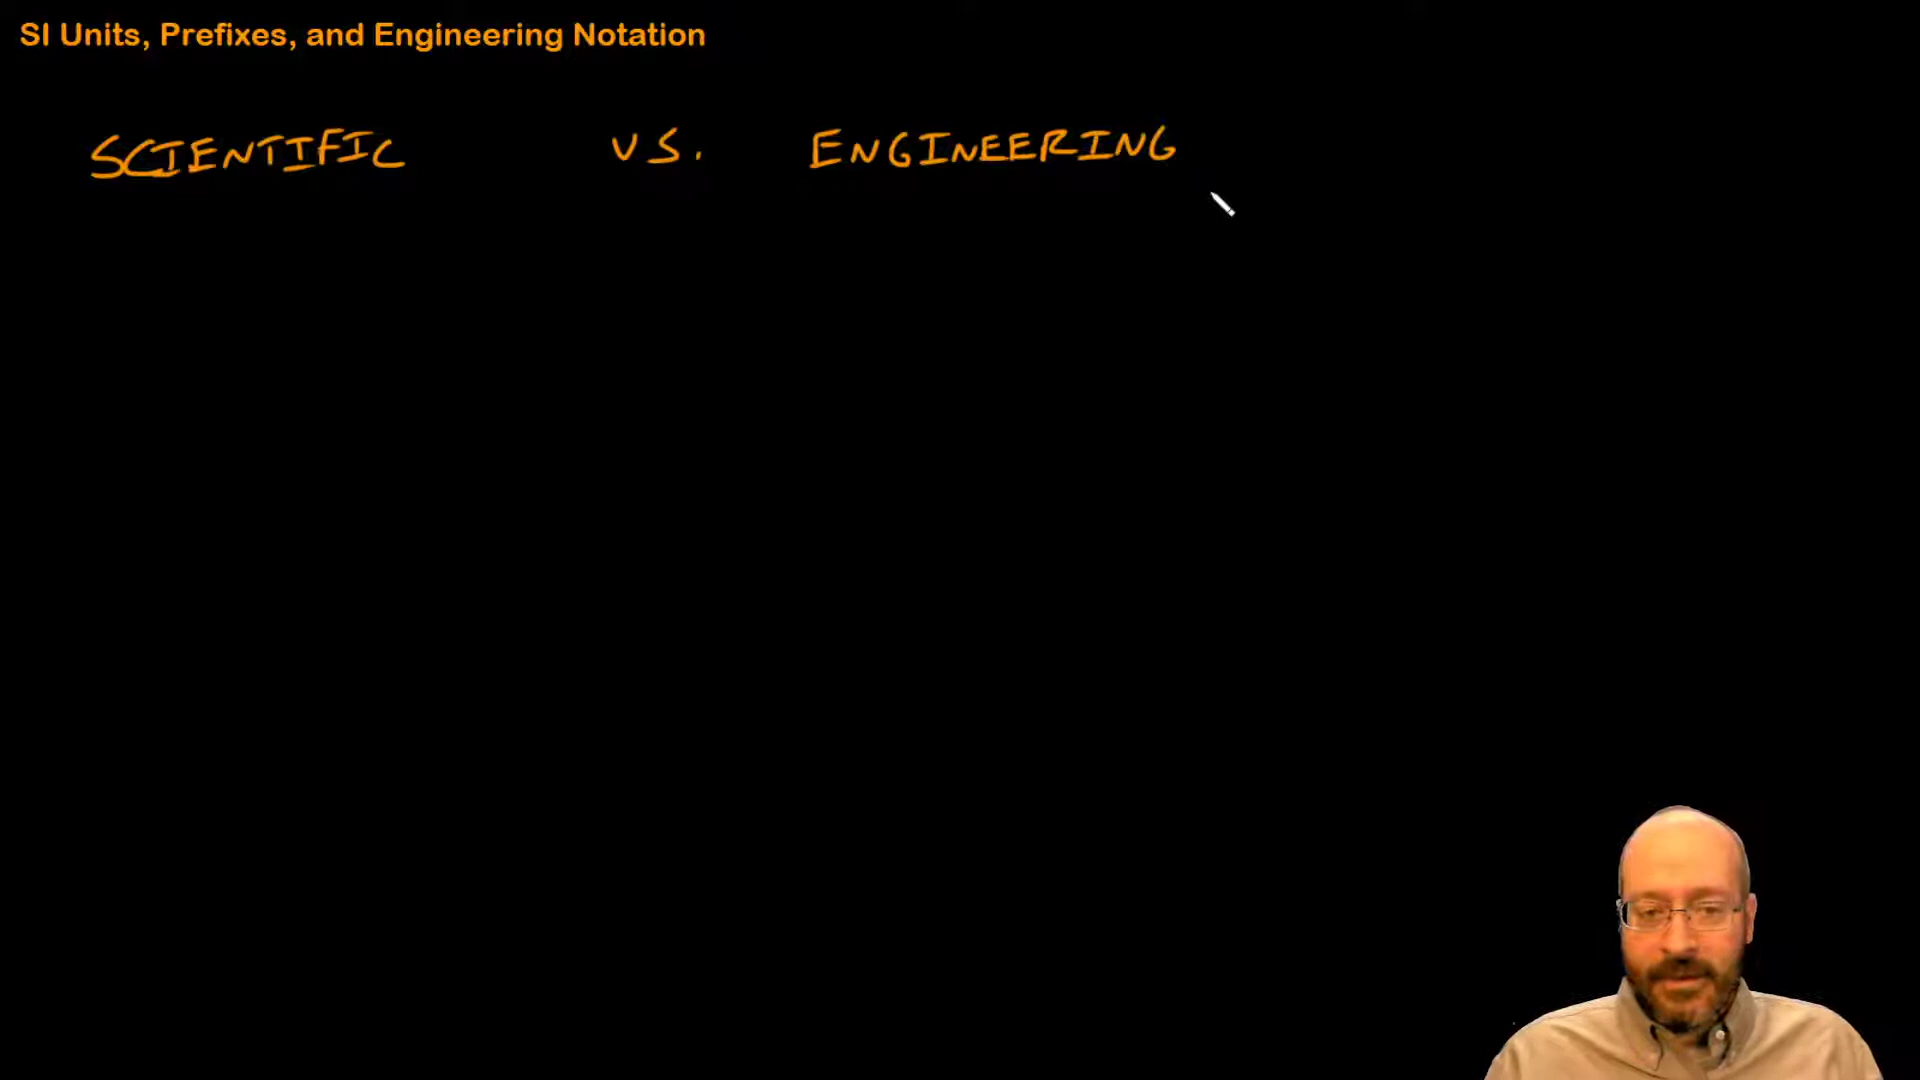 SI Units, Prefixes, and Engineering Notation
SCIENTIFIC VS. ENGINEERING